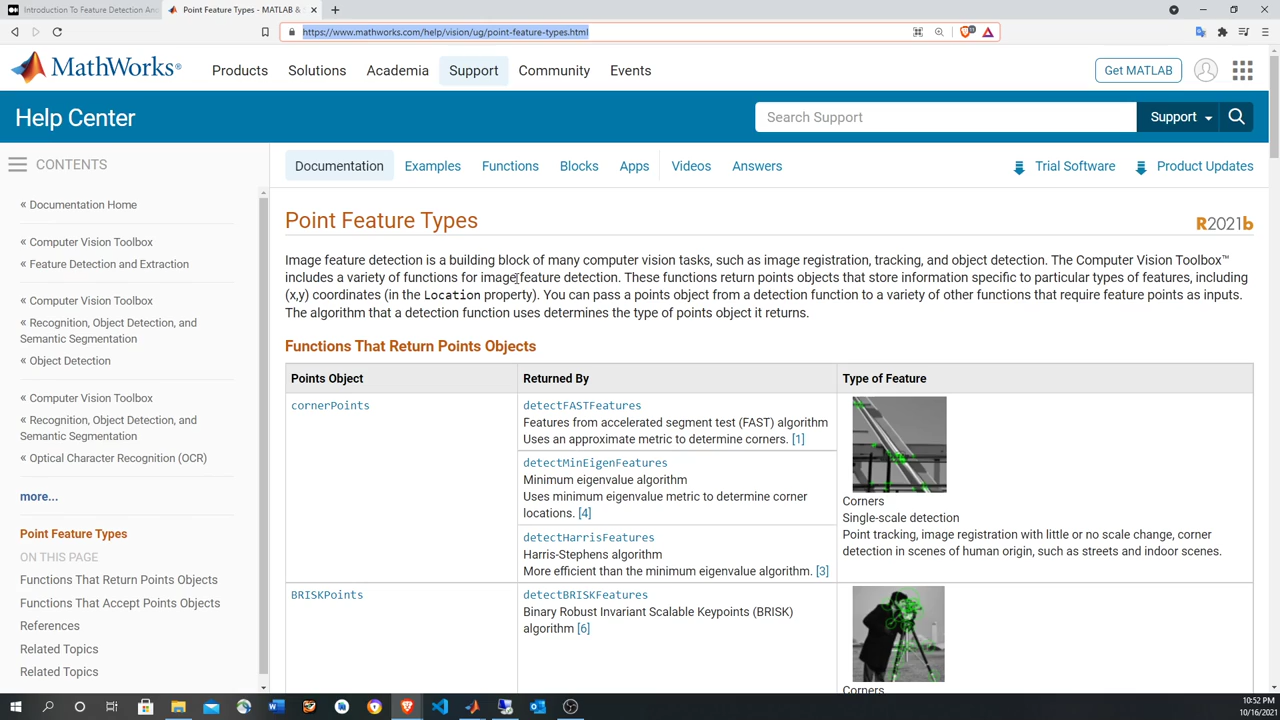 Introduction To Feature Detection An
Point Feature Types - MATLAB & S
https://www.mathworks.com/help/vision/ug/point-feature-types.html
MathWorks®
Products
Solutions
Academia
Support
Community
Events
Get MATLAB
Help Center
Search Support
Support
CONTENTS
Documentation
Examples
Functions
Blocks
Apps
Videos
Answers
Trial Software
Product Updates
« Documentation Home
« Computer Vision Toolbox
« Feature Detection and Extraction
« Computer Vision Toolbox
« Recognition, Object Detection, and
Semantic Segmentation
« Object Detection
« Computer Vision Toolbox
« Recognition, Object Detection, and
Semantic Segmentation
« Optical Character Recognition (OCR)
more...
Point Feature Types
ON THIS PAGE
Functions That Return Points Objects
Functions That Accept Points Objects
References
Related Topics
Related Topics
Point Feature Types
R2021b
Image feature detection is a building block of many computer vision tasks, such as image registration, tracking, and object detection. The Computer Vision Toolbox™
includes a variety of functions for image feature detection. These functions return points objects that store information specific to particular types of features, including
(x,y) coordinates (in the Location property). You can pass a points object from a detection function to a variety of other functions that require feature points as inputs.
The algorithm that a detection function uses determines the type of points object it returns.
Functions That Return Points Objects
Points Object
Returned By
Type of Feature
cornerPoints
detectFASTFeatures
Features from accelerated segment test (FAST) algorithm
Uses an approximate metric to determine corners. [1]
detectMinEigenFeatures
Minimum eigenvalue algorithm
Uses minimum eigenvalue metric to determine corner
locations. [4]
detectHarrisFeatures
Harris-Stephens algorithm
More efficient than the minimum eigenvalue algorithm. [3]
Corners
Single-scale detection
Point tracking, image registration with little or no scale change, corner
detection in scenes of human origin, such as streets and indoor scenes.
BRISKPoints
detectBRISKFeatures
Binary Robust Invariant Scalable Keypoints (BRISK)
algorithm [6]
Corners
10:52 PM
10/16/2021